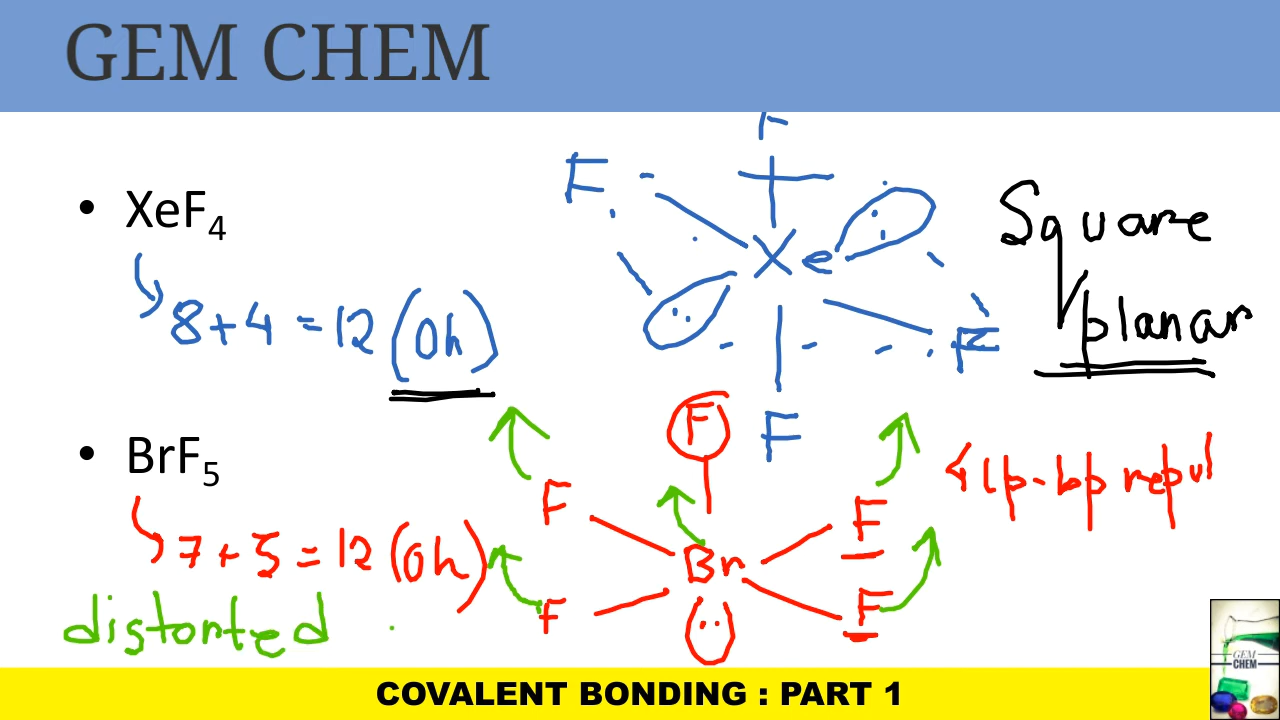 GEM CHEM
• XeF4
8+4 = 12 (Oh)
F
F
Xe
F
F
Square
planar
• BrF5
7+5 = 12 (Oh)
distorted
F
F
F
Br
F
F
lp-bp repul
GEM
CHEM
COVALENT BONDING : PART 1